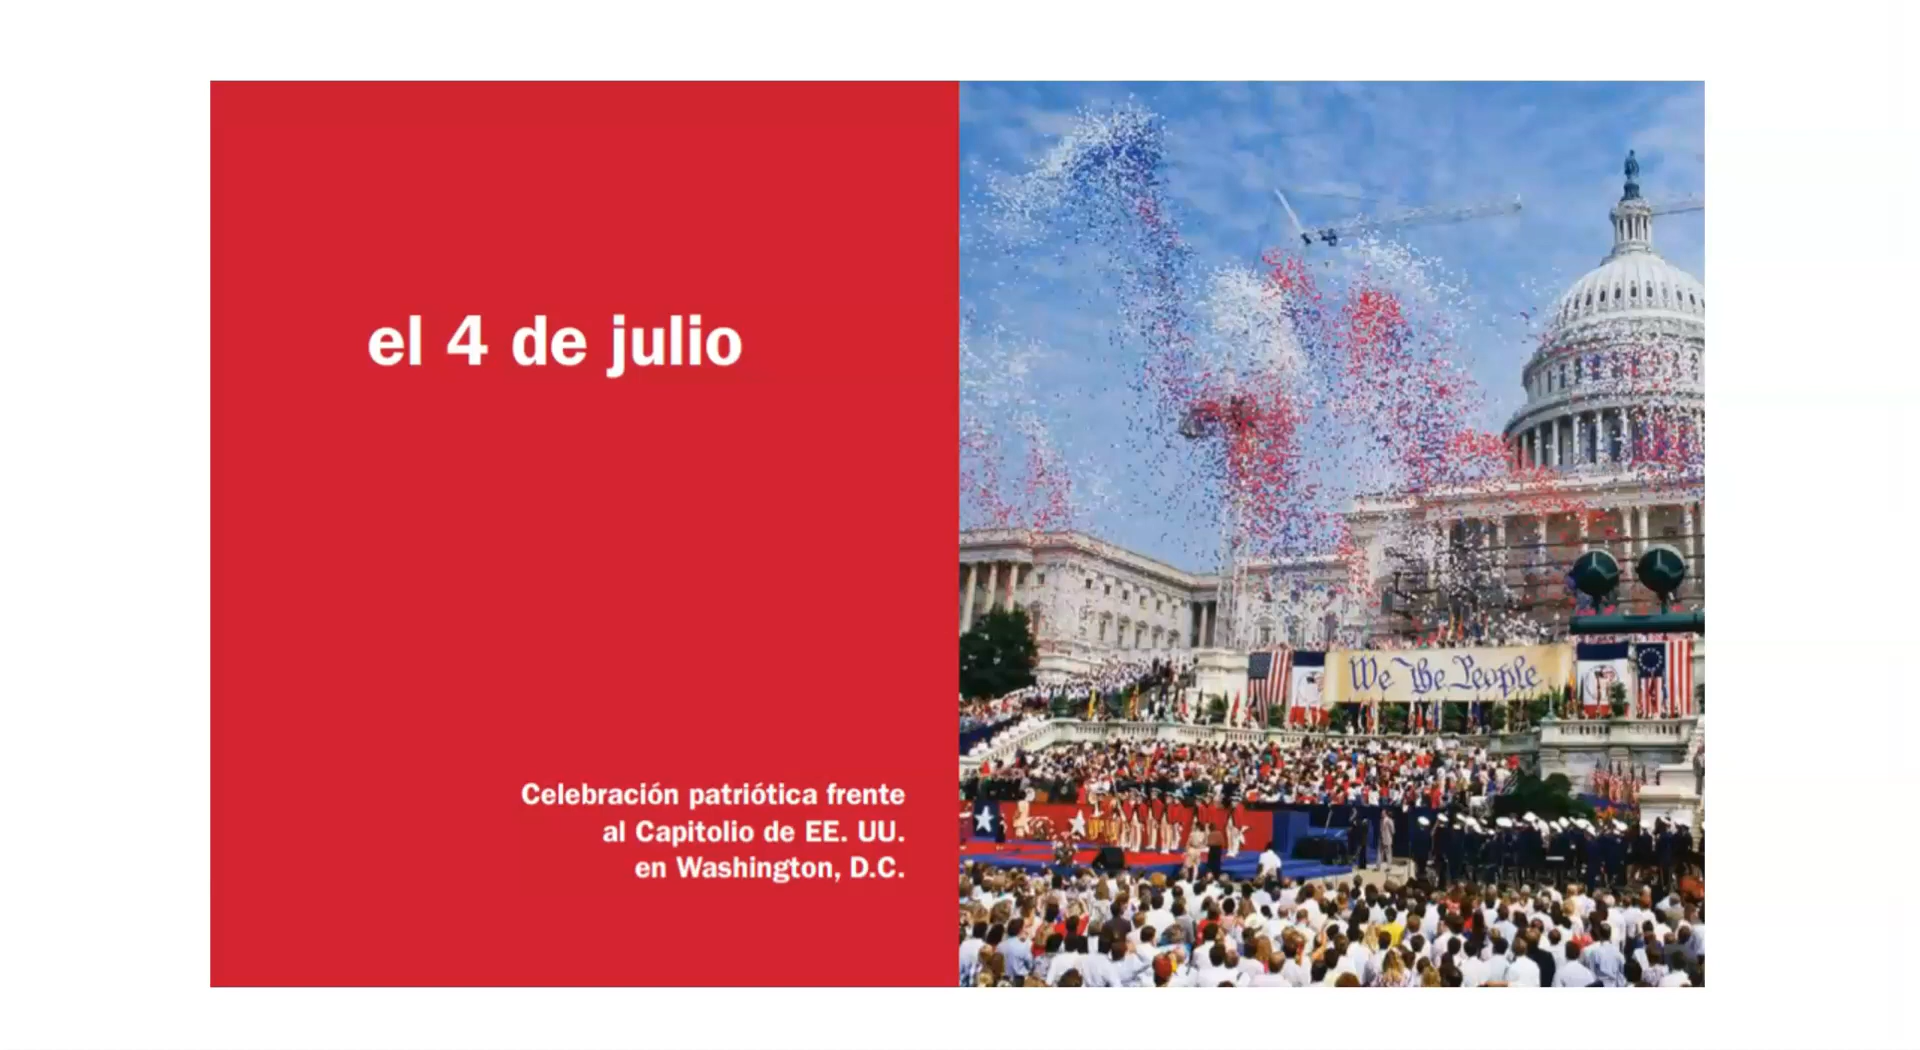 el 4 de julio
Celebración patriótica frente
al Capitolio de EE. UU.
en Washington, D.C.
We the People